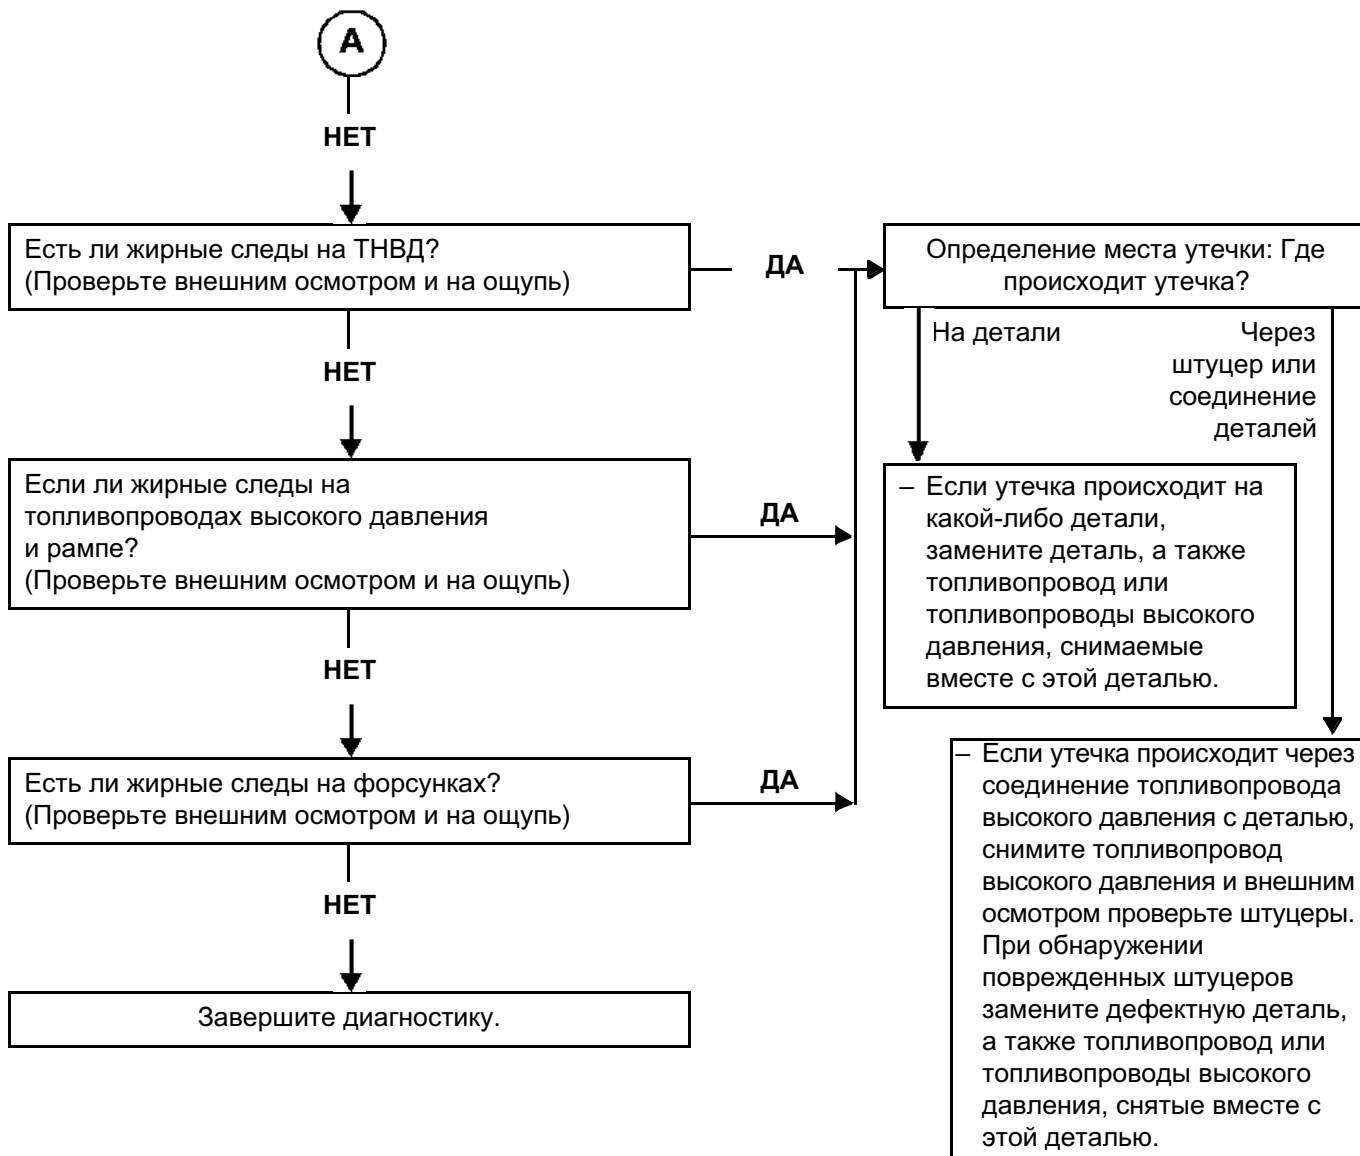 А
НЕТ
Есть ли жирные следы на ТНВД?
(Проверьте внешним осмотром и на ощупь)
ДА
Определение места утечки: Где
происходит утечка?
На детали
Через
штуцер или
соединение
деталей
НЕТ
Если ли жирные следы на
топливопроводах высокого давления
и рампе?
(Проверьте внешним осмотром и на ощупь)
ДА
– Если утечка происходит на
какой-либо детали,
замените деталь, а также
топливопровод или
топливопроводы высокого
давления, снимаемые
вместе с этой деталью.
НЕТ
Есть ли жирные следы на форсунках?
(Проверьте внешним осмотром и на ощупь)
ДА
– Если утечка происходит через
соединение топливопровода
высокого давления с деталью,
снимите топливопровод
высокого давления и внешним
осмотром проверьте штуцеры.
При обнаружении
поврежденных штуцеров
замените дефектную деталь,
а также топливопровод или
топливопроводы высокого
давления, снятые вместе с
этой деталью.
НЕТ
Завершите диагностику.